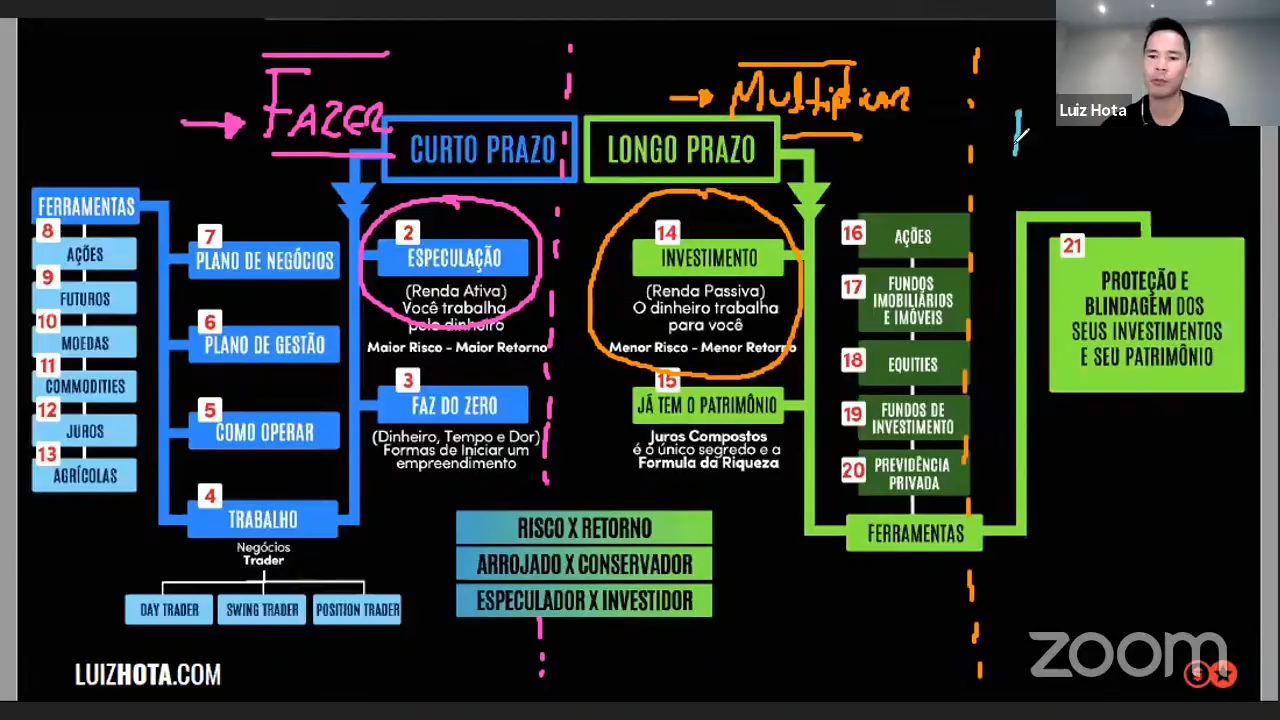 FAZER
MULTIPLICAR
Luiz Hota
CURTO PRAZO
LONGO PRAZO
FERRAMENTAS
8
AÇÕES
9
FUTUROS
10
MOEDAS
11
COMMODITIES
12
JUROS
13
AGRÍCOLAS
7
PLANO DE NEGÓCIOS
6
PLANO DE GESTÃO
5
COMO OPERAR
4
TRABALHO
Negócios
Trader
DAY TRADER
SWING TRADER
POSITION TRADER
2
ESPECULAÇÃO
(Renda Ativa)
Você trabalha
pelo dinheiro
Maior Risco - Maior Retorno
3
FAZ DO ZERO
(Dinheiro, Tempo e Dor)
Formas de Iniciar um
empreendimento
14
INVESTIMENTO
(Renda Passiva)
O dinheiro trabalha
para você
Menor Risco - Menor Retorno
15
JÁ TEM O PATRIMÔNIO
Juros Compostos
é o único segredo e a
Formula da Riqueza
16
AÇÕES
17
FUNDOS
IMOBILIÁRIOS
E IMÓVEIS
18
EQUITIES
19
FUNDOS DE
INVESTIMENTO
20
PREVIDÊNCIA
PRIVADA
FERRAMENTAS
21
PROTEÇÃO E
BLINDAGEM DOS
SEUS INVESTIMENTOS
E SEU PATRIMÔNIO
RISCO X RETORNO
ARROJADO X CONSERVADOR
ESPECULADOR X INVESTIDOR
LUIZHOTA.COM
zoom